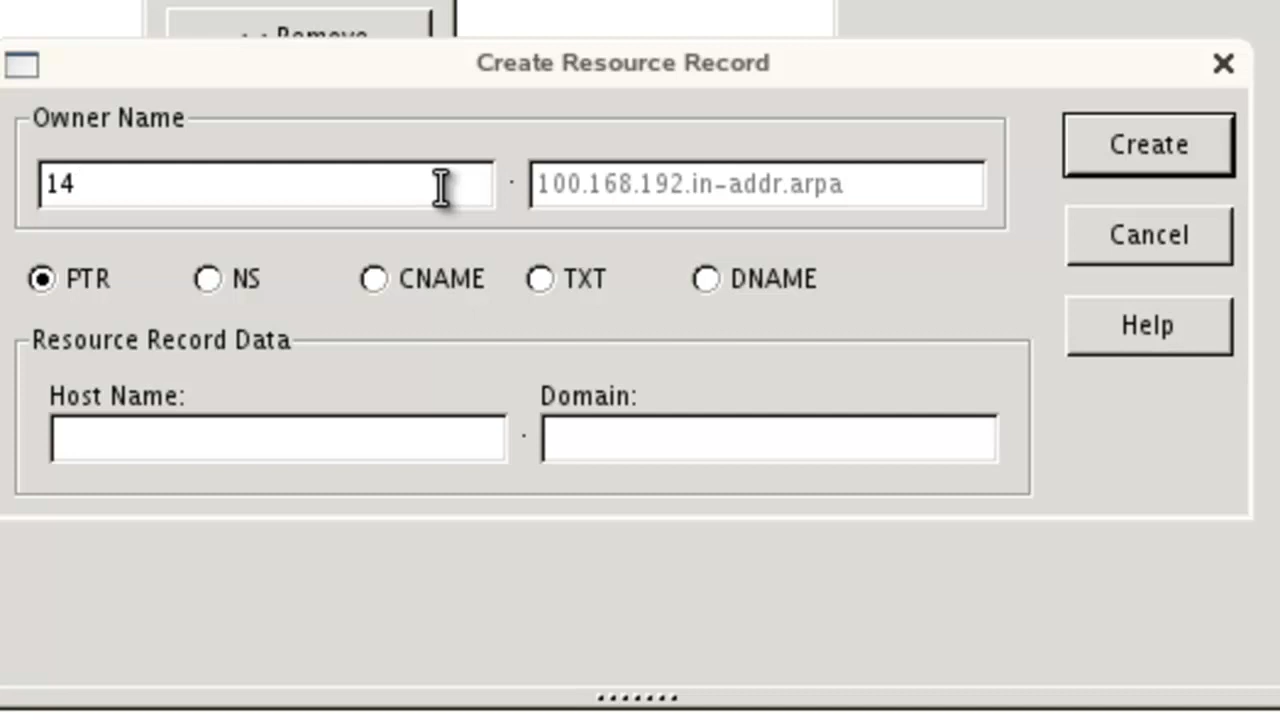 Remove
Create Resource Record
Owner Name
14 . 100.168.192.in-addr.arpa
Create
Cancel
PTR NS CNAME TXT DNAME
Help
Resource Record Data
Host Name: Domain:
.